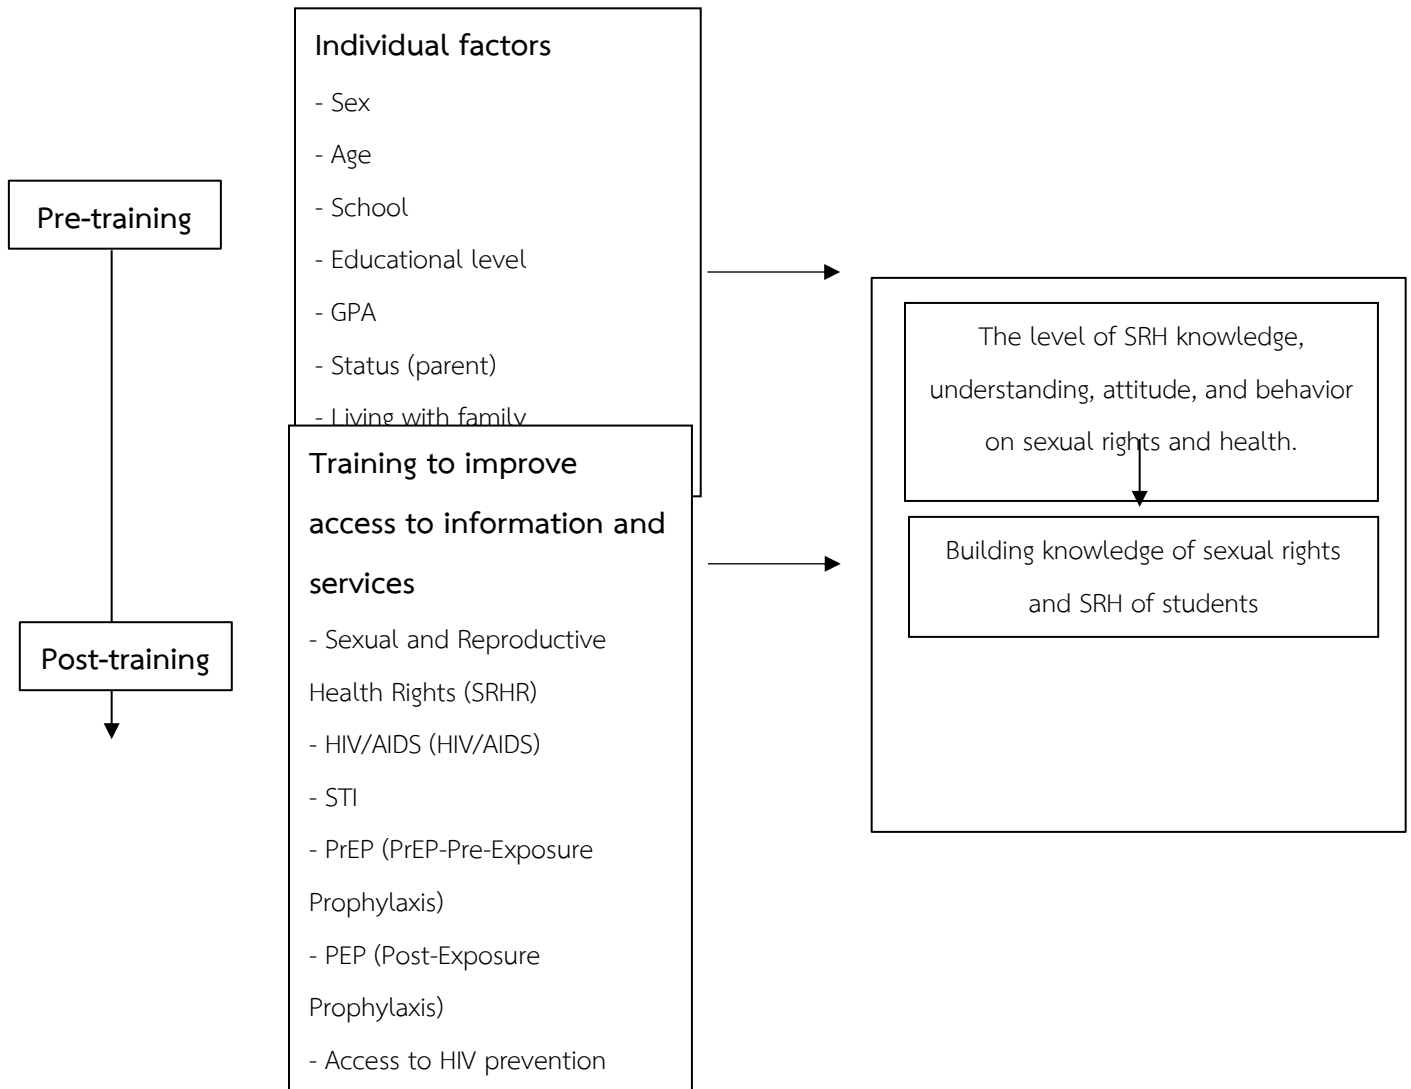 Individual factors
- Sex
- Age
- School
- Educational level
- GPA
- Status (parent)
- Living with family
Pre-training
Training to improve
access to information and
services
- Sexual and Reproductive
Health Rights (SRHR)
- HIV/AIDS (HIV/AIDS)
- STI
- PrEP (PrEP-Pre-Exposure
Prophylaxis)
- PEP (Post-Exposure
Prophylaxis)
- Access to HIV prevention
Post-training
The level of SRH knowledge,
understanding, attitude, and behavior
on sexual rights and health.
Building knowledge of sexual rights
and SRH of students